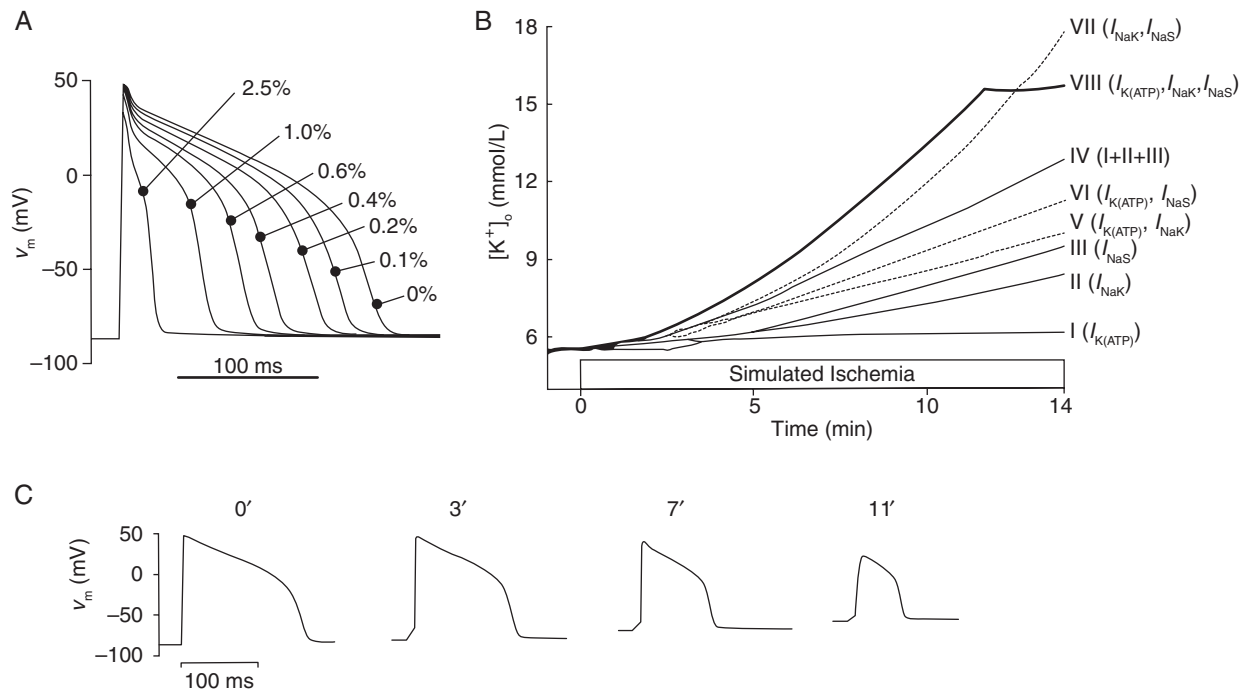 A
50
0
−50
−100
v_m (mV)
2.5%
1.0%
0.6%
0.4%
0.2%
0.1%
0%
100 ms
B
18
15
12
9
6
[K+]o (mmol/L)
VII (I_NaK, I_NaS)
VIII (I_K(ATP), I_NaK, I_NaS)
IV (I+II+III)
VI (I_K(ATP), I_NaS)
V (I_K(ATP), I_NaK)
III (I_NaS)
II (I_NaK)
I (I_K(ATP))
Simulated Ischemia
0 5 10 14
Time (min)
C
0′ 3′ 7′ 11′
50
0
−50
−100
v_m (mV)
100 ms